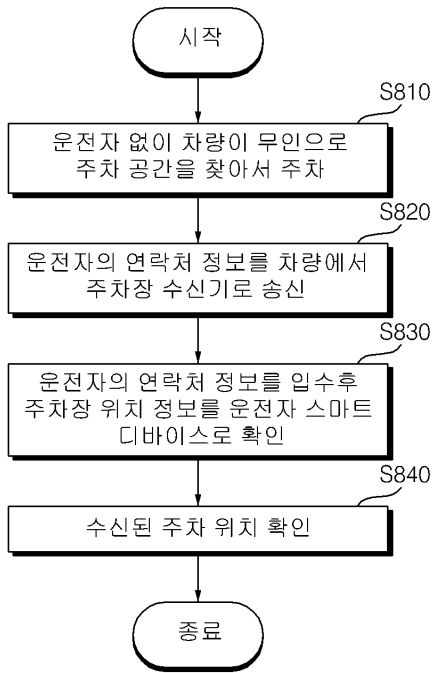 시작
S810
운전자 없이 차량이 무인으로
주차 공간을 찾아서 주차
S820
운전자의 연락처 정보를 차량에서
주차장 수신기로 송신
S830
운전자의 연락처 정보를 입수후
주차장 위치 정보를 운전자 스마트
디바이스로 확인
S840
수신된 주차 위치 확인
종료